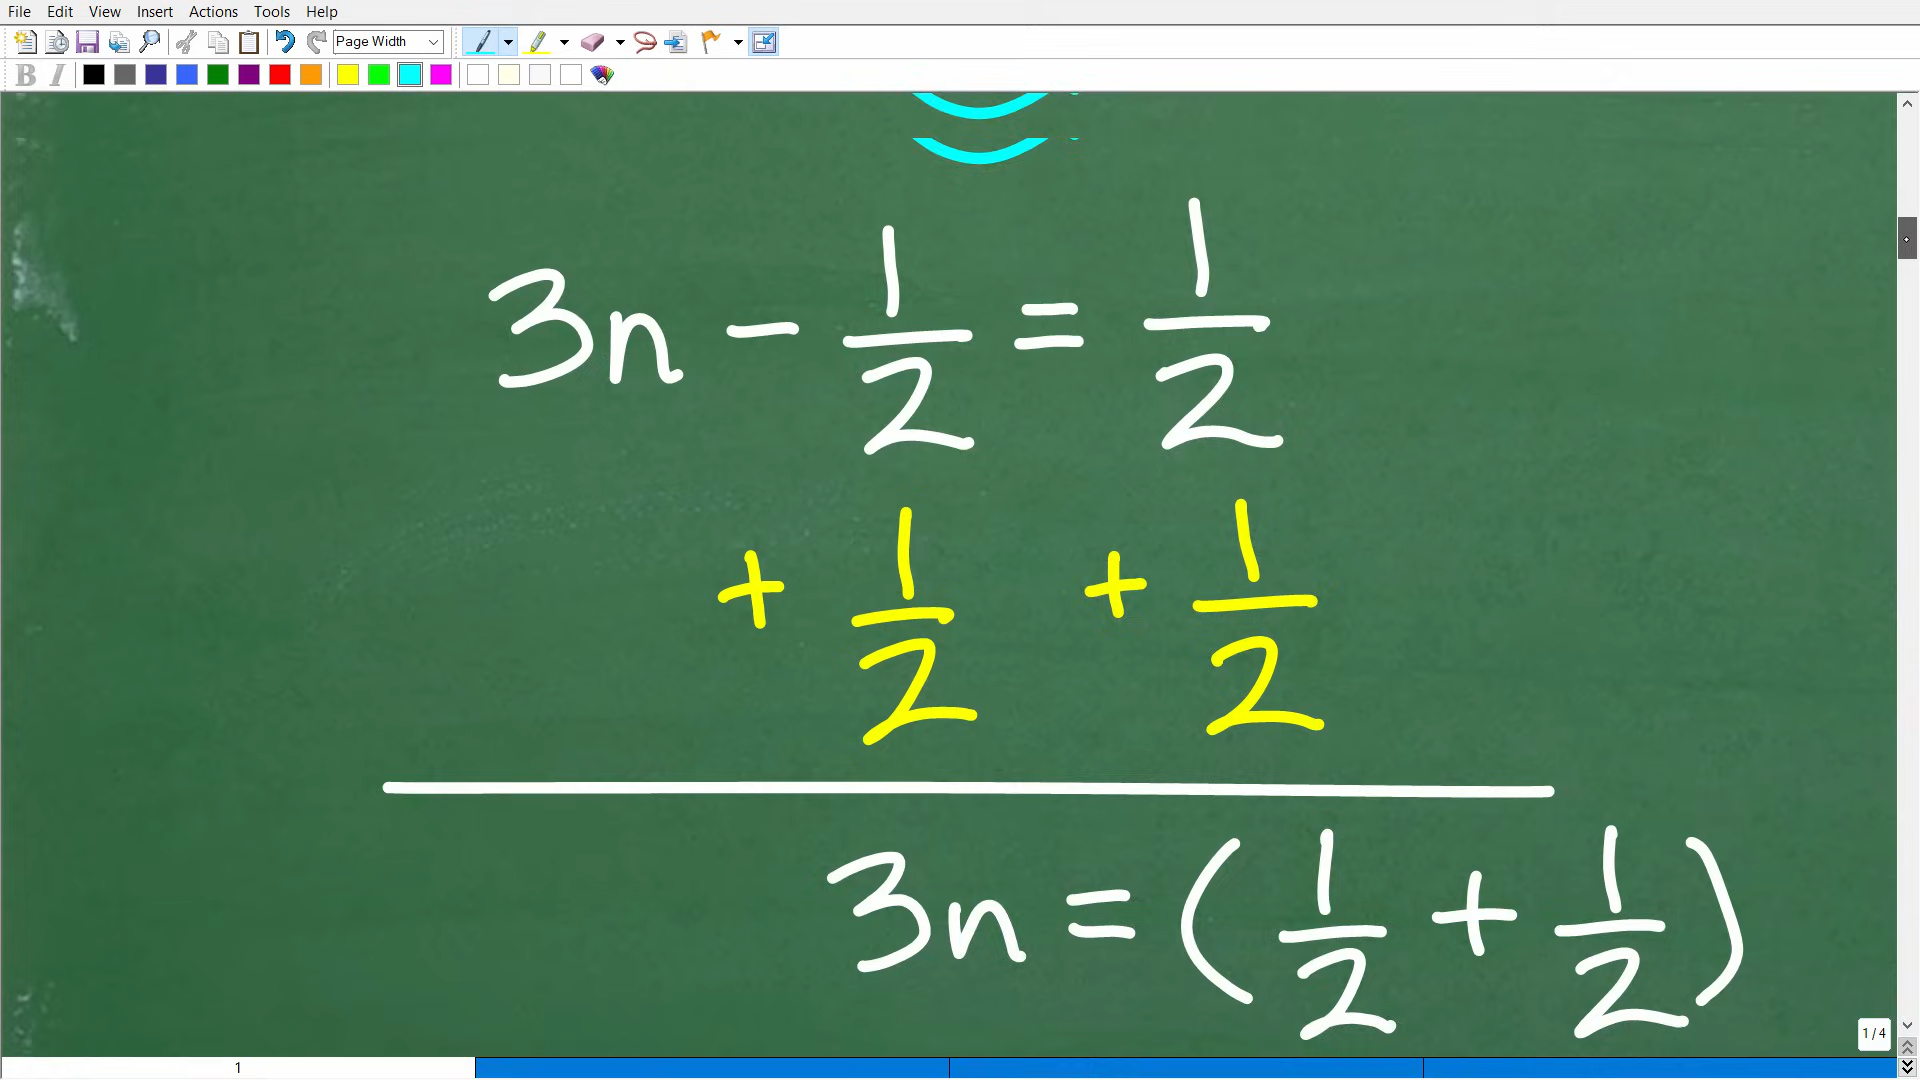 File Edit View Insert Actions Tools Help
Page Width
B I
3n - 1/2 = 1/2
+ 1/2 + 1/2
3n = (1/2 + 1/2)
1 / 4
1